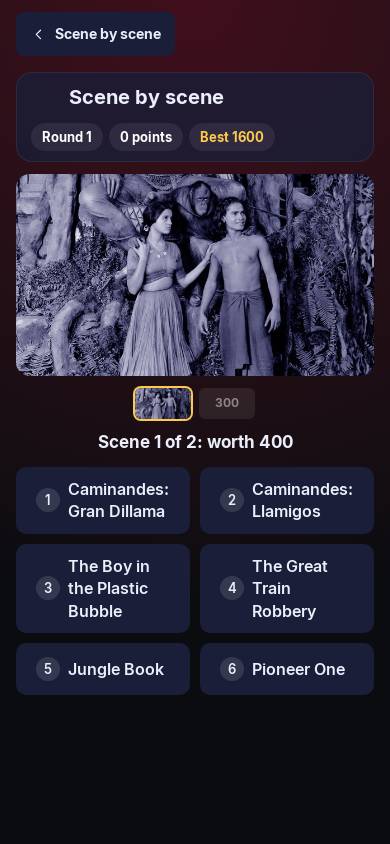 Scene by scene
Scene by scene
Round 1
0 points
Best 1600
300
Scene 1 of 2: worth 400
1
Caminandes:
Gran Dillama
2
Caminandes:
Llamigos
3
The Boy in
the Plastic
Bubble
4
The Great
Train
Robbery
5
Jungle Book
6
Pioneer One